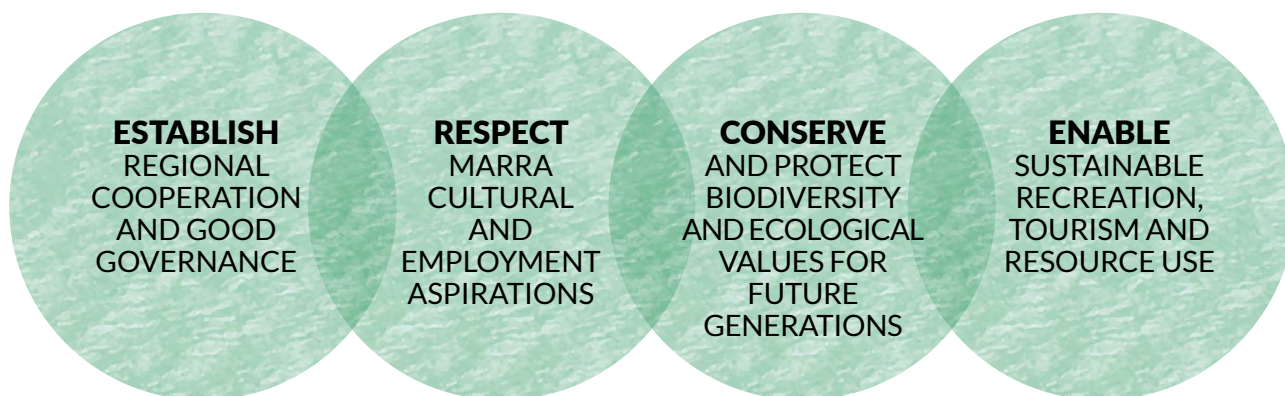 ESTABLISH
REGIONAL
COOPERATION
AND GOOD
GOVERNANCE
RESPECT
MARRA
CULTURAL
AND
EMPLOYMENT
ASPIRATIONS
CONSERVE
AND PROTECT
BIODIVERSITY
AND ECOLOGICAL
VALUES FOR
FUTURE
GENERATIONS
ENABLE
SUSTAINABLE
RECREATION,
TOURISM AND
RESOURCE USE